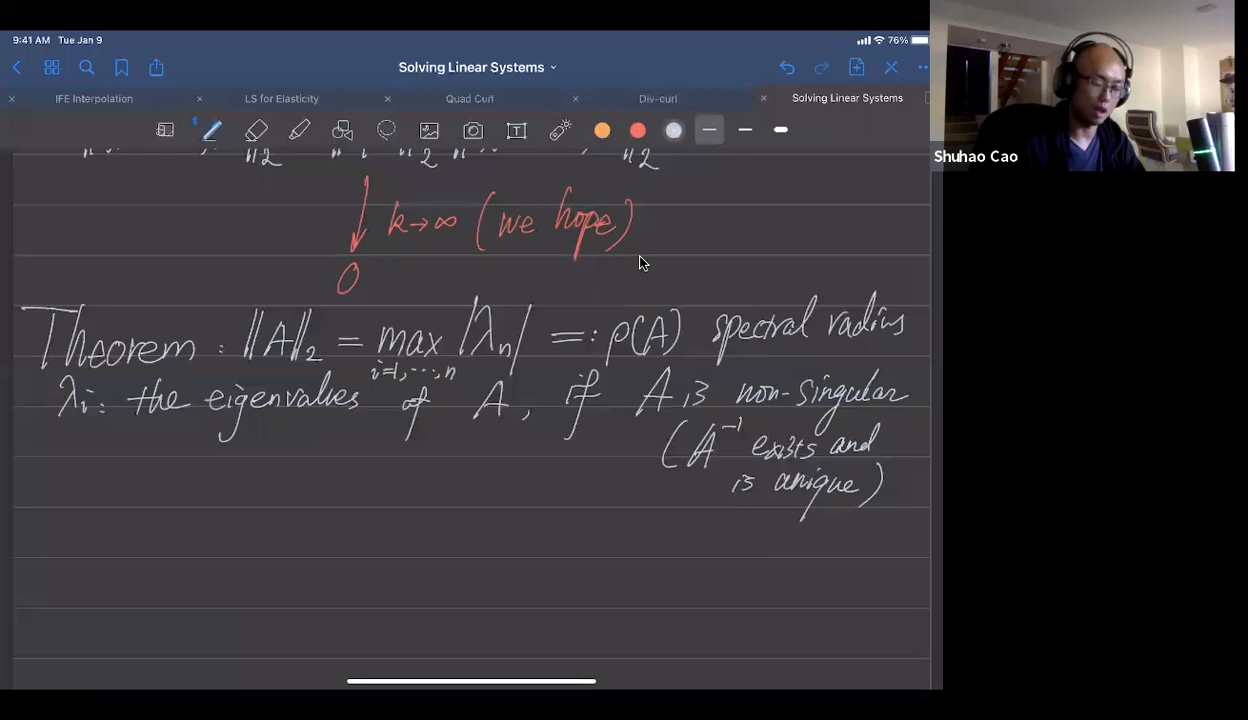 9:41 AM Tue Jan 9
76%
Solving Linear Systems
IFE Interpolation
LS for Elasticity
Quad Curl
Div-curl
Solving Linear Systems
Shuhao Cao
k→∞ (we hope)
0
Theorem: ||A||₂ = max |λn| =: ρ(A) spectral radius
i=1,...,n
λi: the eigenvalues of A, if A is non-singular
(A⁻¹ exists and
is unique)